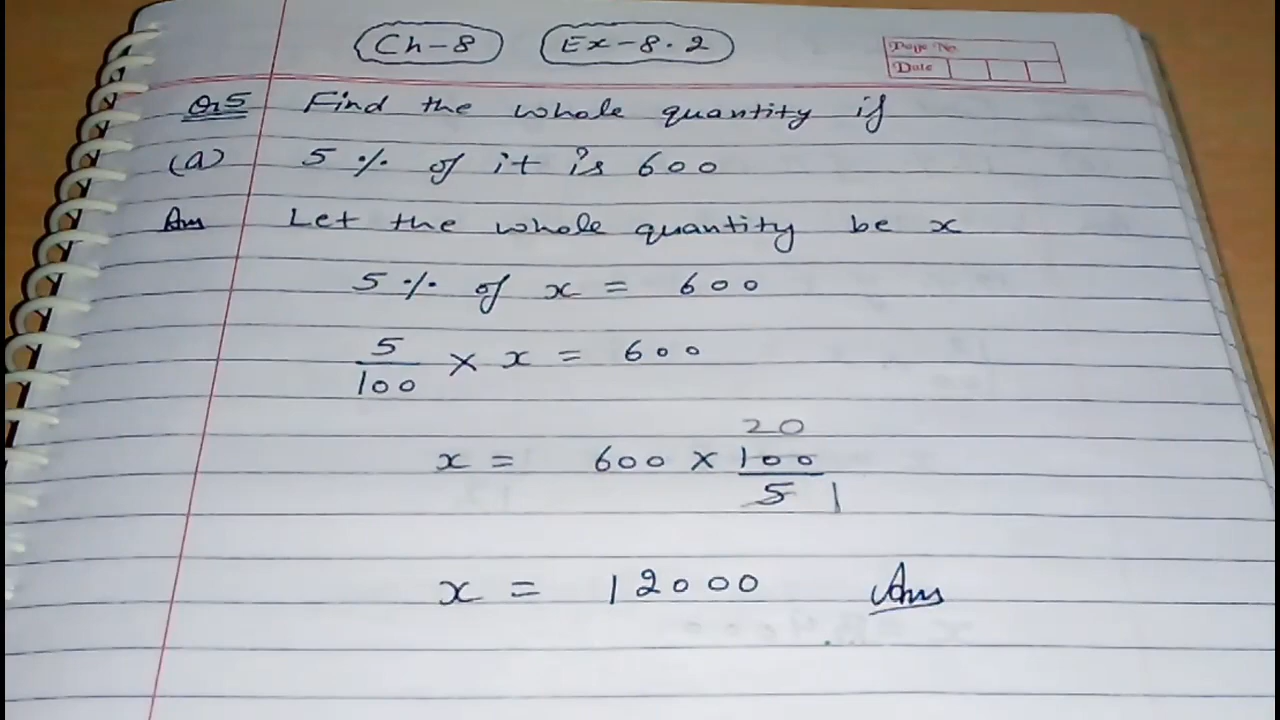 Ch-8 Ex-8.2
Page No.
Date
Q.5 Find the whole quantity if
(a) 5% of it is 600
Ans Let the whole quantity be x
5% of x = 600
5/100 × x = 600
20
x = 600 × 100/5 1
x = 12000 Ans